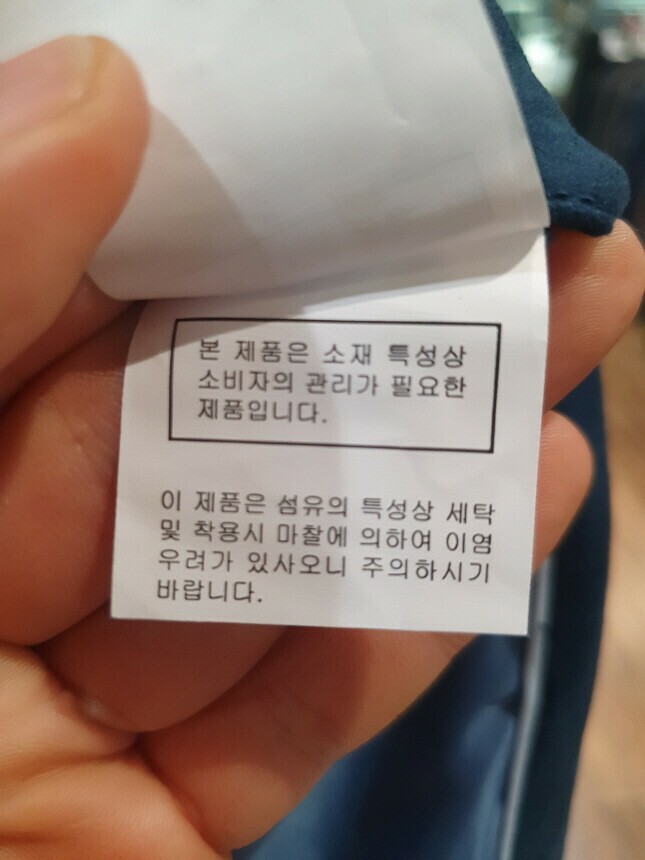 본 제품은 소재 특성상
소비자의 관리가 필요한
제품입니다.
이 제품은 섬유의 특성상 세탁
및 착용시 마찰에 의하여 이염
우려가 있사오니 주의하시기
바랍니다.